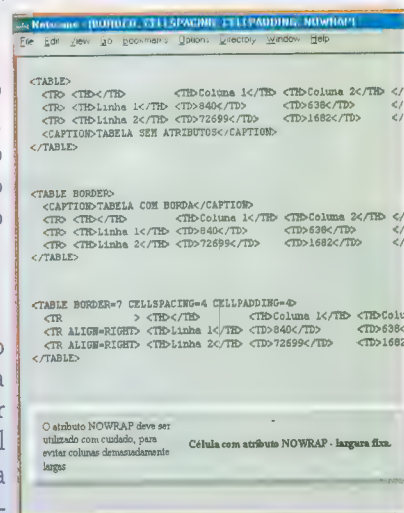 Netscape - [BORDER, CELLSPACING, CELLPADDING, NOWRAP]
File Edit View Go Bookmarks Options Directory Window Help
<TABLE>
<TR> <TH></TH> <TH>Coluna 1</TH> <TH>Coluna 2</TH> </
<TR> <TH>Linha 1</TH> <TD>840</TD> <TD>638</TD> </
<TR> <TH>Linha 2</TH> <TD>72699</TD> <TD>1682</TD> </
<CAPTION>TABELA SEM ATRIBUTOS</CAPTION>
</TABLE>
<TABLE BORDER>
<CAPTION>TABELA COM BORDA</CAPTION>
<TR> <TH></TH> <TH>Coluna 1</TH> <TH>Coluna 2</TH> </
<TR> <TH>Linha 1</TH> <TD>840</TD> <TD>638</TD> </
<TR> <TH>Linha 2</TH> <TD>72699</TD> <TD>1682</TD> </
</TABLE>
<TABLE BORDER=7 CELLSPACING=4 CELLPADDING=4>
<TR > <TH></TH> <TH>Coluna 1</TH> <TH>Colu
<TR ALIGN=RIGHT> <TH>Linha 1</TH> <TD>840</TD> <TD>638<
<TR ALIGN=RIGHT> <TH>Linha 2</TH> <TD>72699</TD> <TD>1682
</TABLE>
O atributo NOWRAP deve ser
utilizado com cuidado, para
evitar colunas demasiadamente
largas
Célula com atributo NOWRAP - largura fixa.